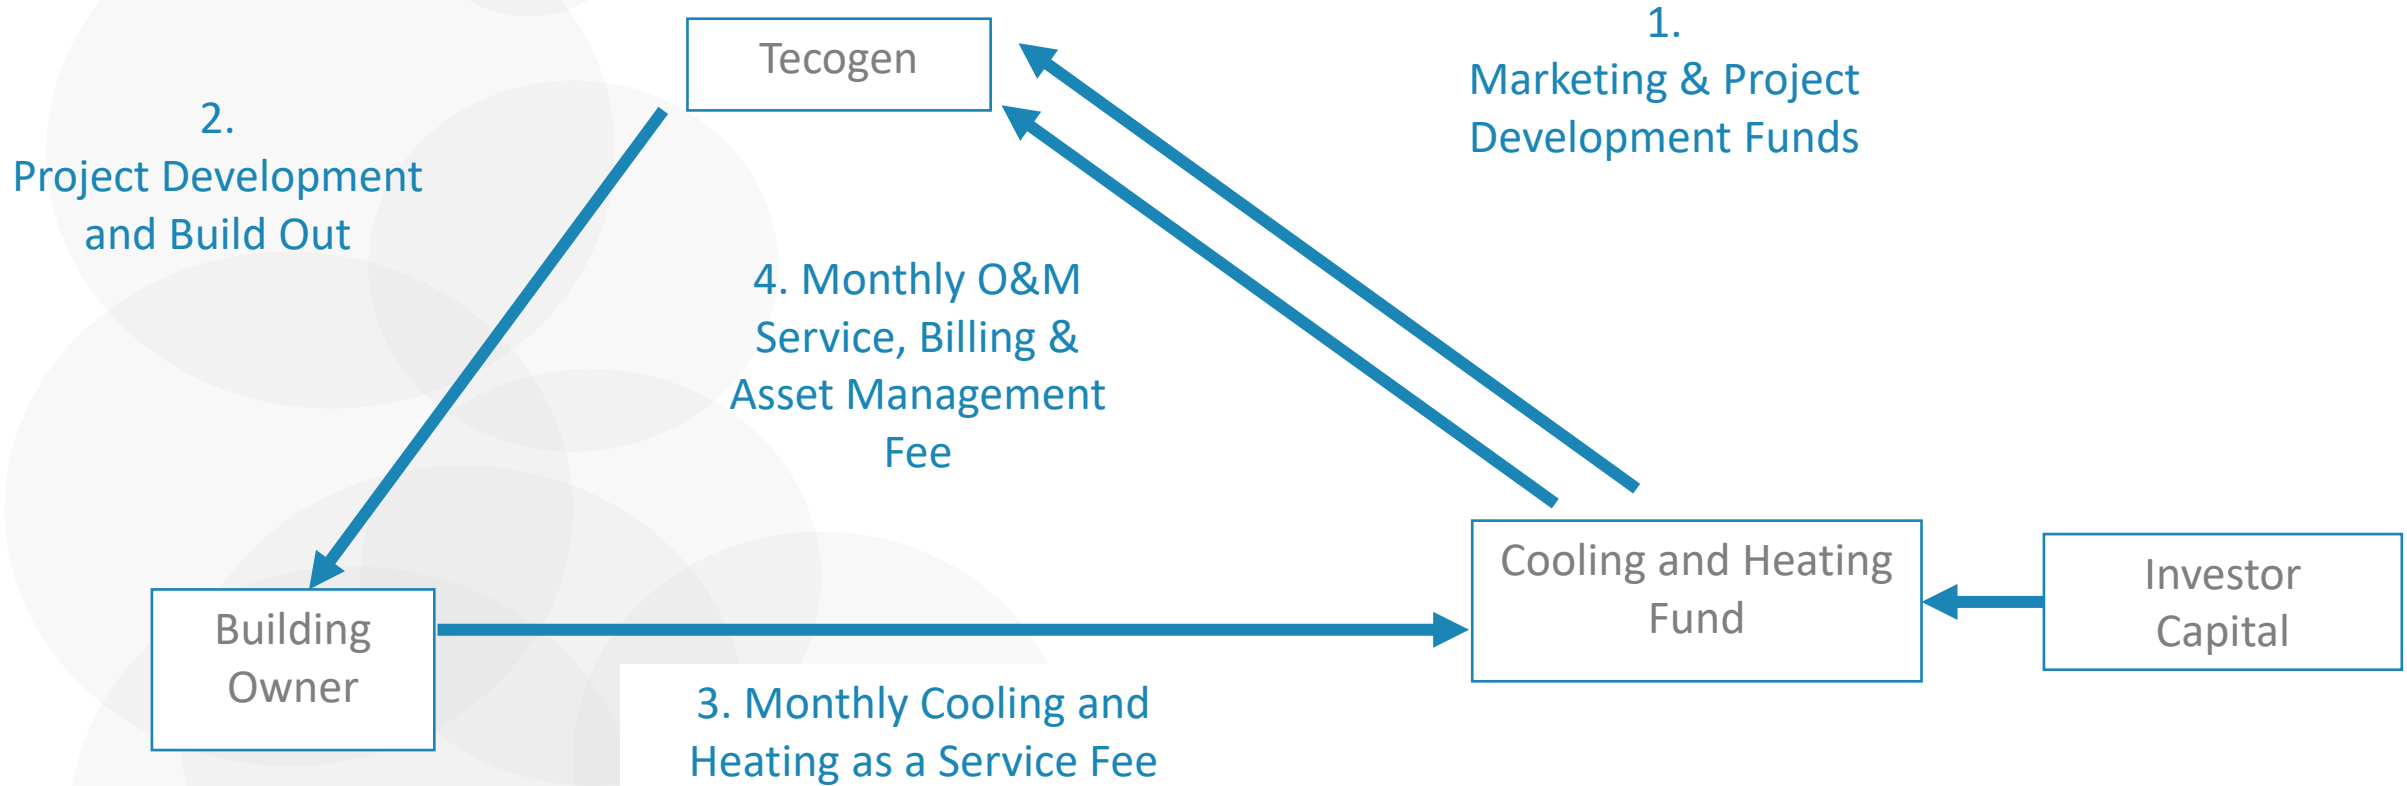 Tecogen
1.
Marketing & Project
Development Funds
2.
Project Development
and Build Out
4. Monthly O&M
Service, Billing &
Asset Management
Fee
Cooling and Heating
Fund
Investor
Capital
Building
Owner
3. Monthly Cooling and
Heating as a Service Fee